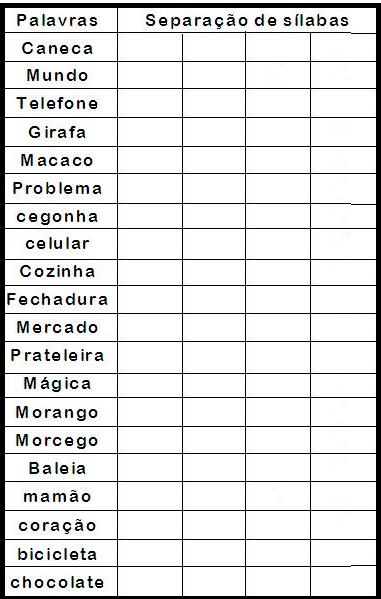 Palavras Separação de sílabas
Caneca
Mundo
Telefone
Girafa
Macaco
Problema
cegonha
celular
Cozinha
Fechadura
Mercado
Prateleira
Mágica
Morango
Morcego
Baleia
mamão
coração
bicicleta
chocolate